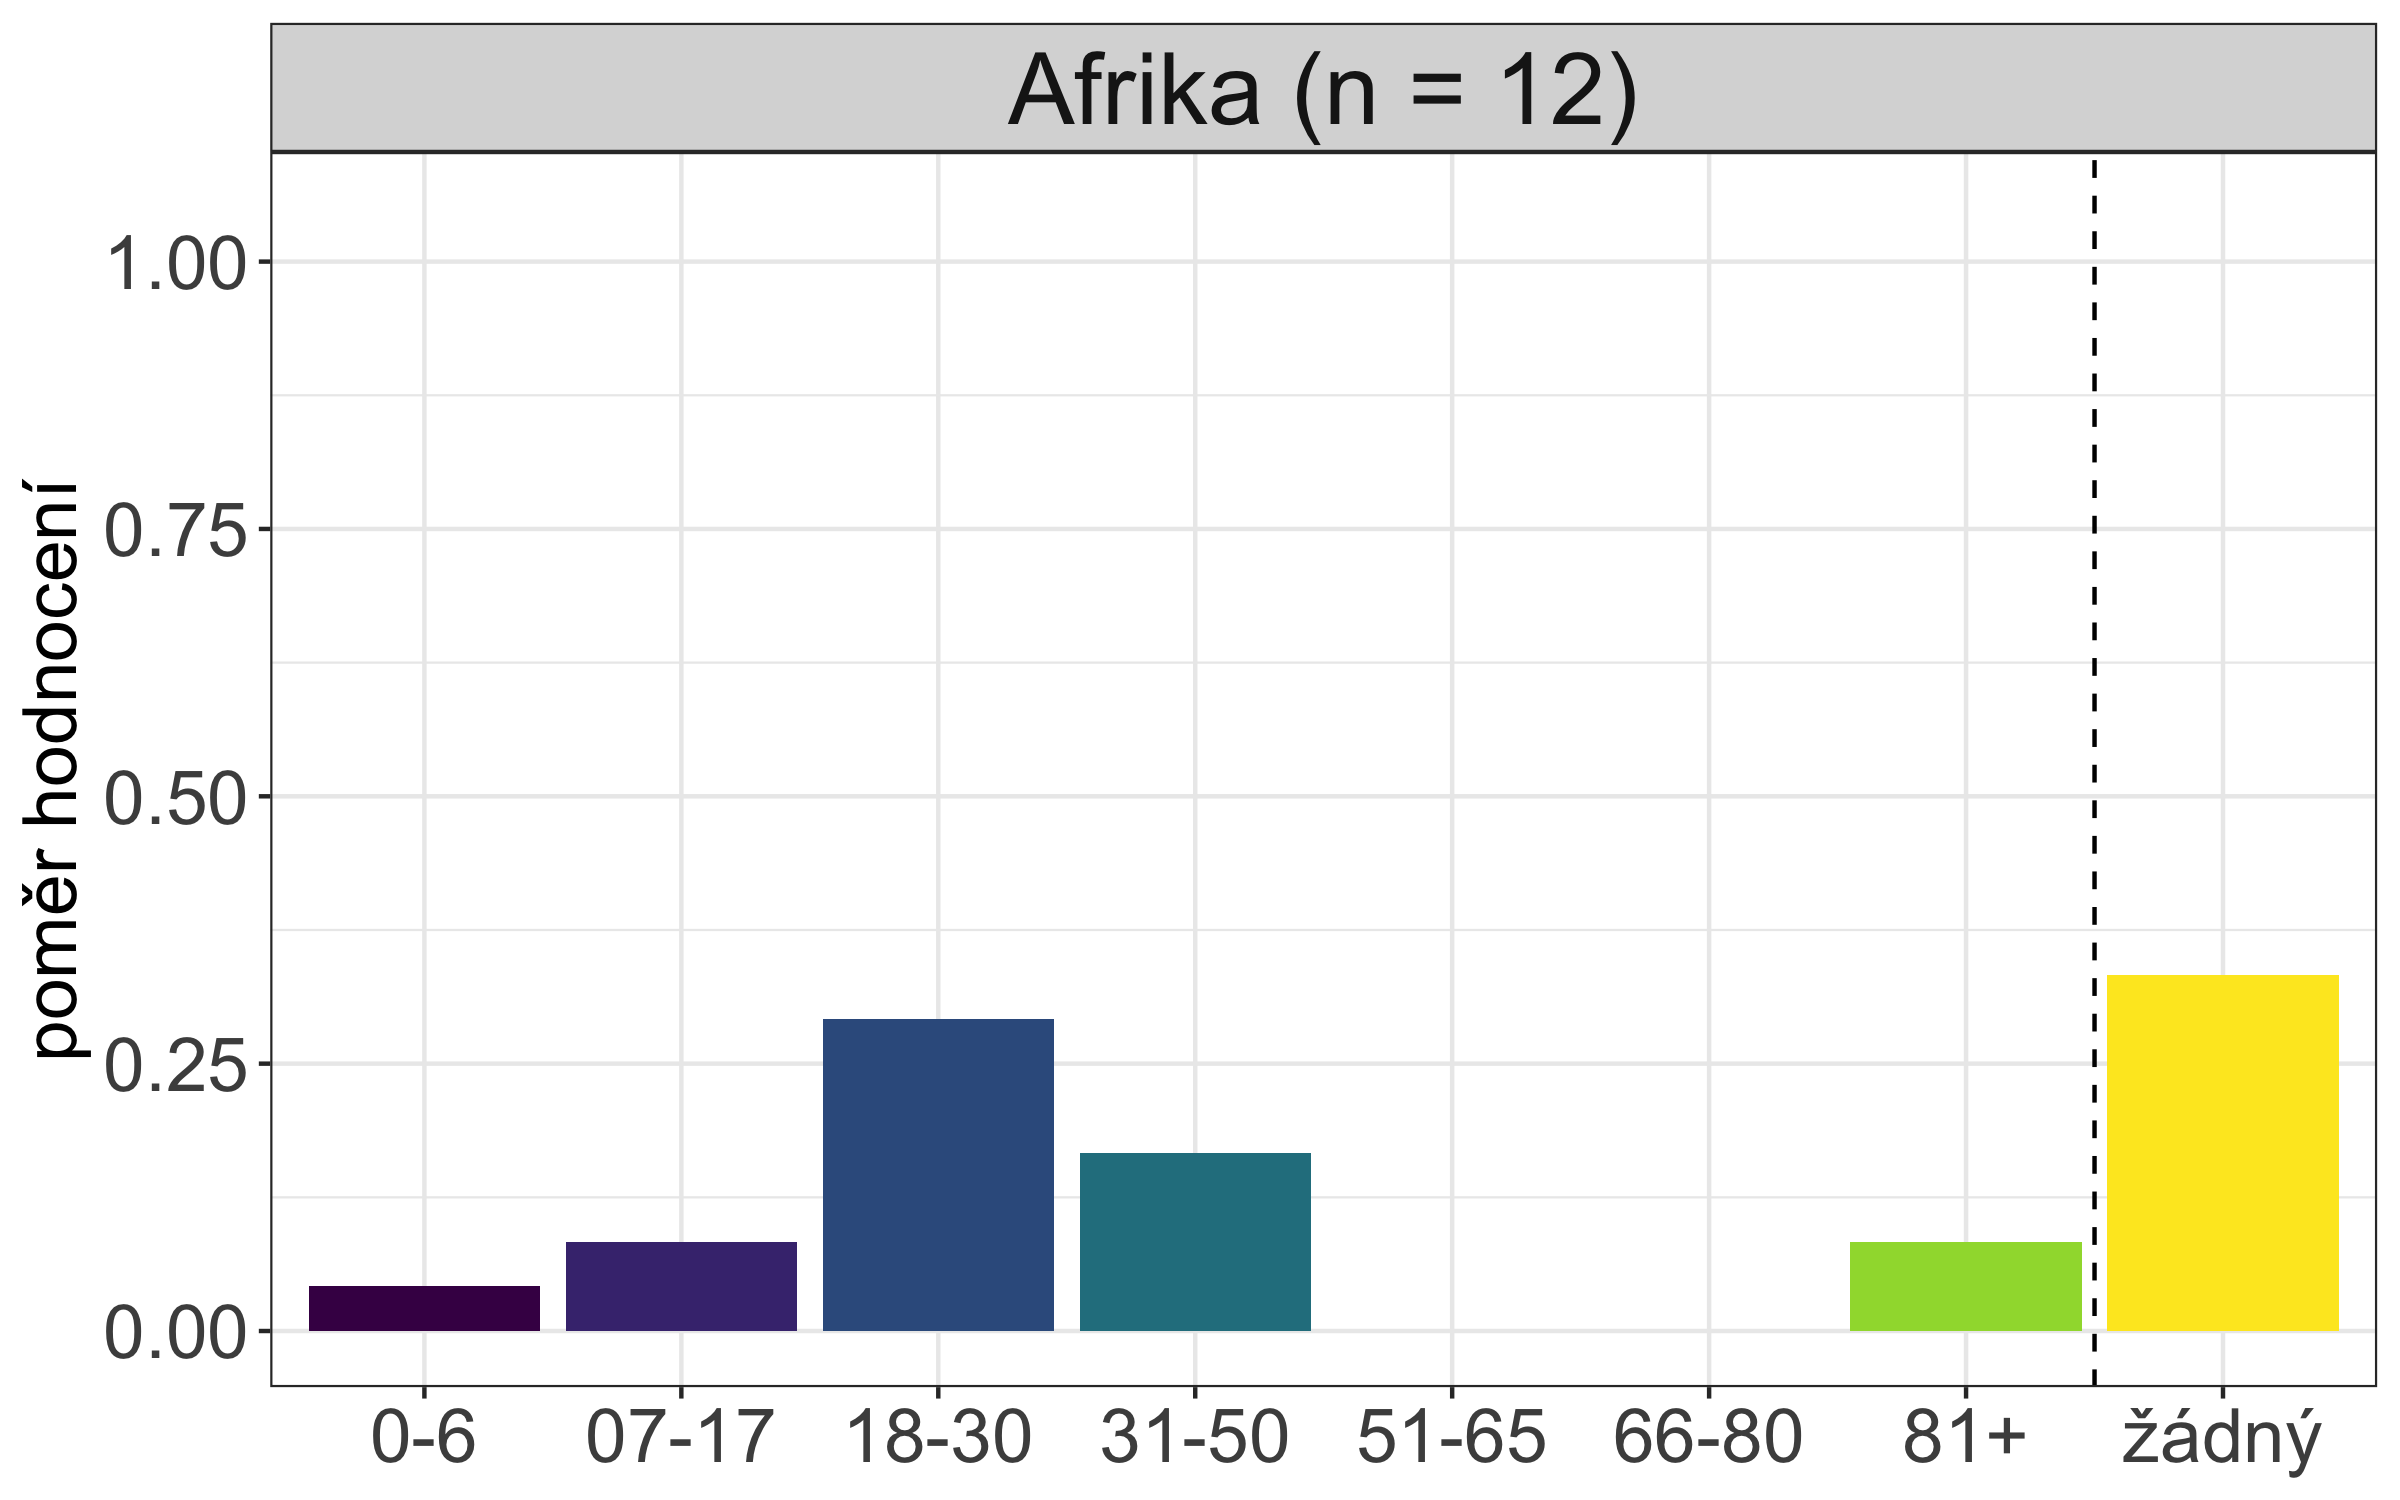 Afrika (n = 12)
poměr hodnocení
1.00
0.75
0.50
0.25
0.00
0-6 07-17 18-30 31-50 51-65 66-80 81+ žádný